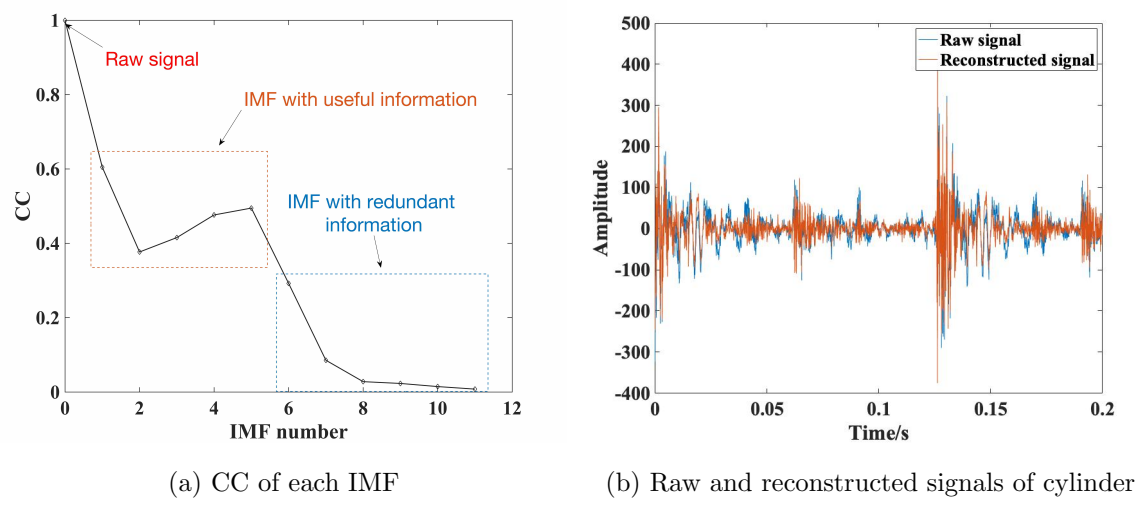 1
0.8
0.6
0.4
0.2
0
CC
Raw signal
IMF with useful information
IMF with redundant
information
0 2 4 6 8 10 12
IMF number
(a) CC of each IMF
500
400
300
200
100
0
-100
-200
-300
-400
Amplitude
Raw signal
Reconstructed signal
0 0.05 0.1 0.15 0.2
Time/s
(b) Raw and reconstructed signals of cylinder